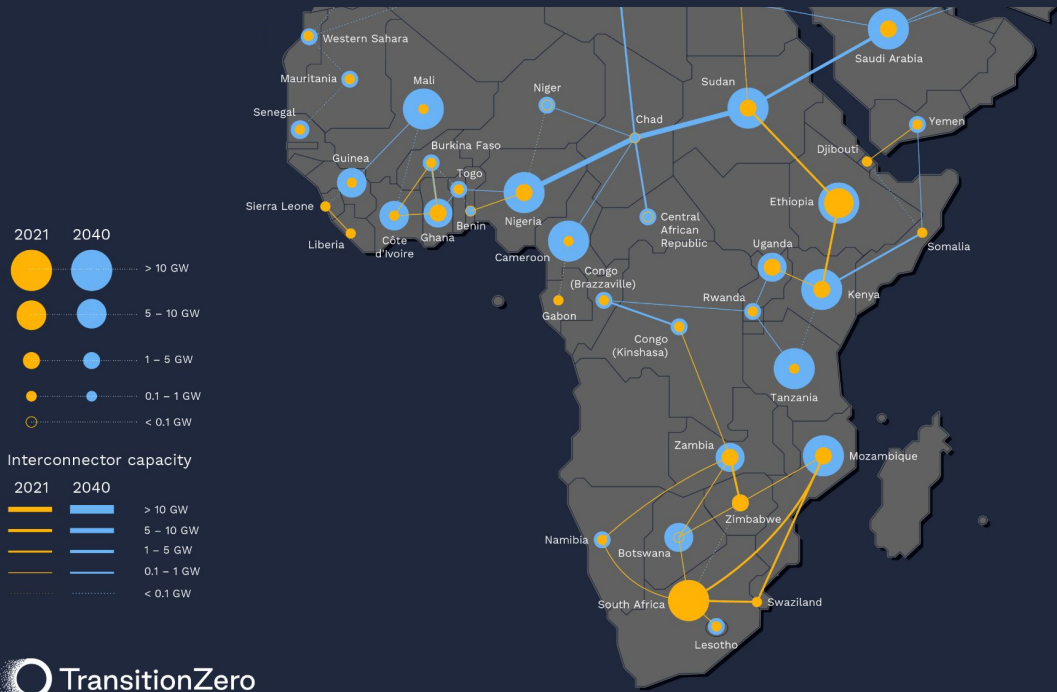 Western Sahara
Mauritania
Senegal
Mali
Niger
Chad
Sudan
Saudi Arabia
Yemen
Djibouti
Guinea
Burkina Faso
Togo
Sierra Leone
Liberia
Côte
d'Ivoire
Ghana
Benin
Nigeria
Cameroon
Central
African
Republic
Ethiopia
Somalia
Uganda
Kenya
Congo
(Brazzaville)
Gabon
Rwanda
Congo
(Kinshasa)
Tanzania
Zambia
Mozambique
Zimbabwe
Namibia
Botswana
South Africa
Swaziland
Lesotho
2021 2040
> 10 GW
5 – 10 GW
1 – 5 GW
0.1 – 1 GW
< 0.1 GW
Interconnector capacity
2021 2040
> 10 GW
5 – 10 GW
1 – 5 GW
0.1 – 1 GW
< 0.1 GW
TransitionZero